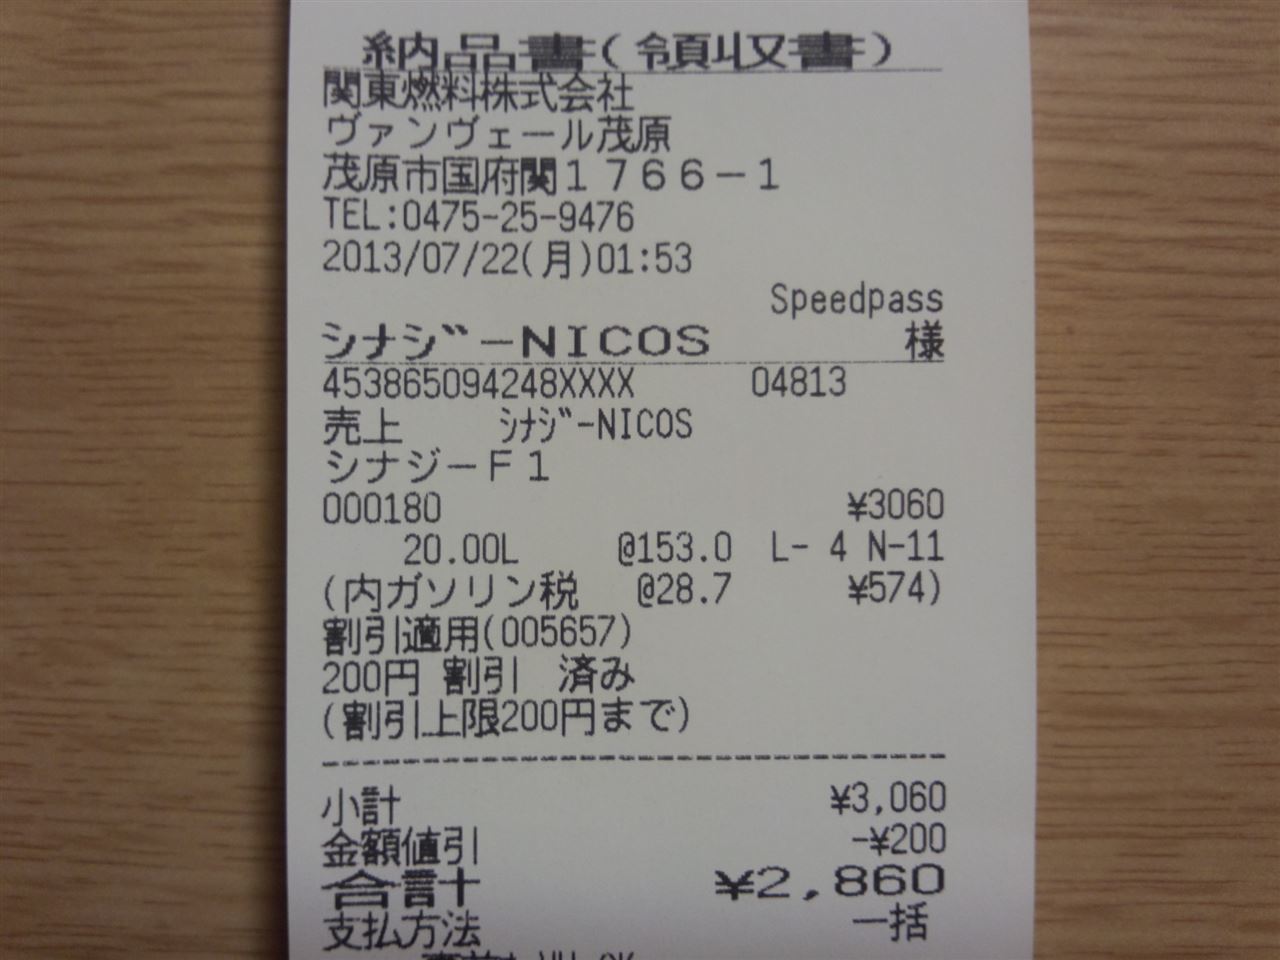 納品書(領収書)
関東燃料株式会社
ヴァンヴェール茂原
茂原市国府関１７６６－１
TEL:0475-25-9476
2013/07/22(月)01:53
Speedpass
シナジーNICOS 様
453865094248XXXX 04813
売上 ｼﾅｼﾞｰNICOS
シナジーＦ１
000180 ¥3060
20.00L @153.0 L- 4 N-11
(内ガソリン税 @28.7 ¥574)
割引適用(005657)
200円 割引 済み
(割引上限200円まで)
小計 ¥3,060
金額値引 -¥200
合計 ¥2,860
支払方法 一括